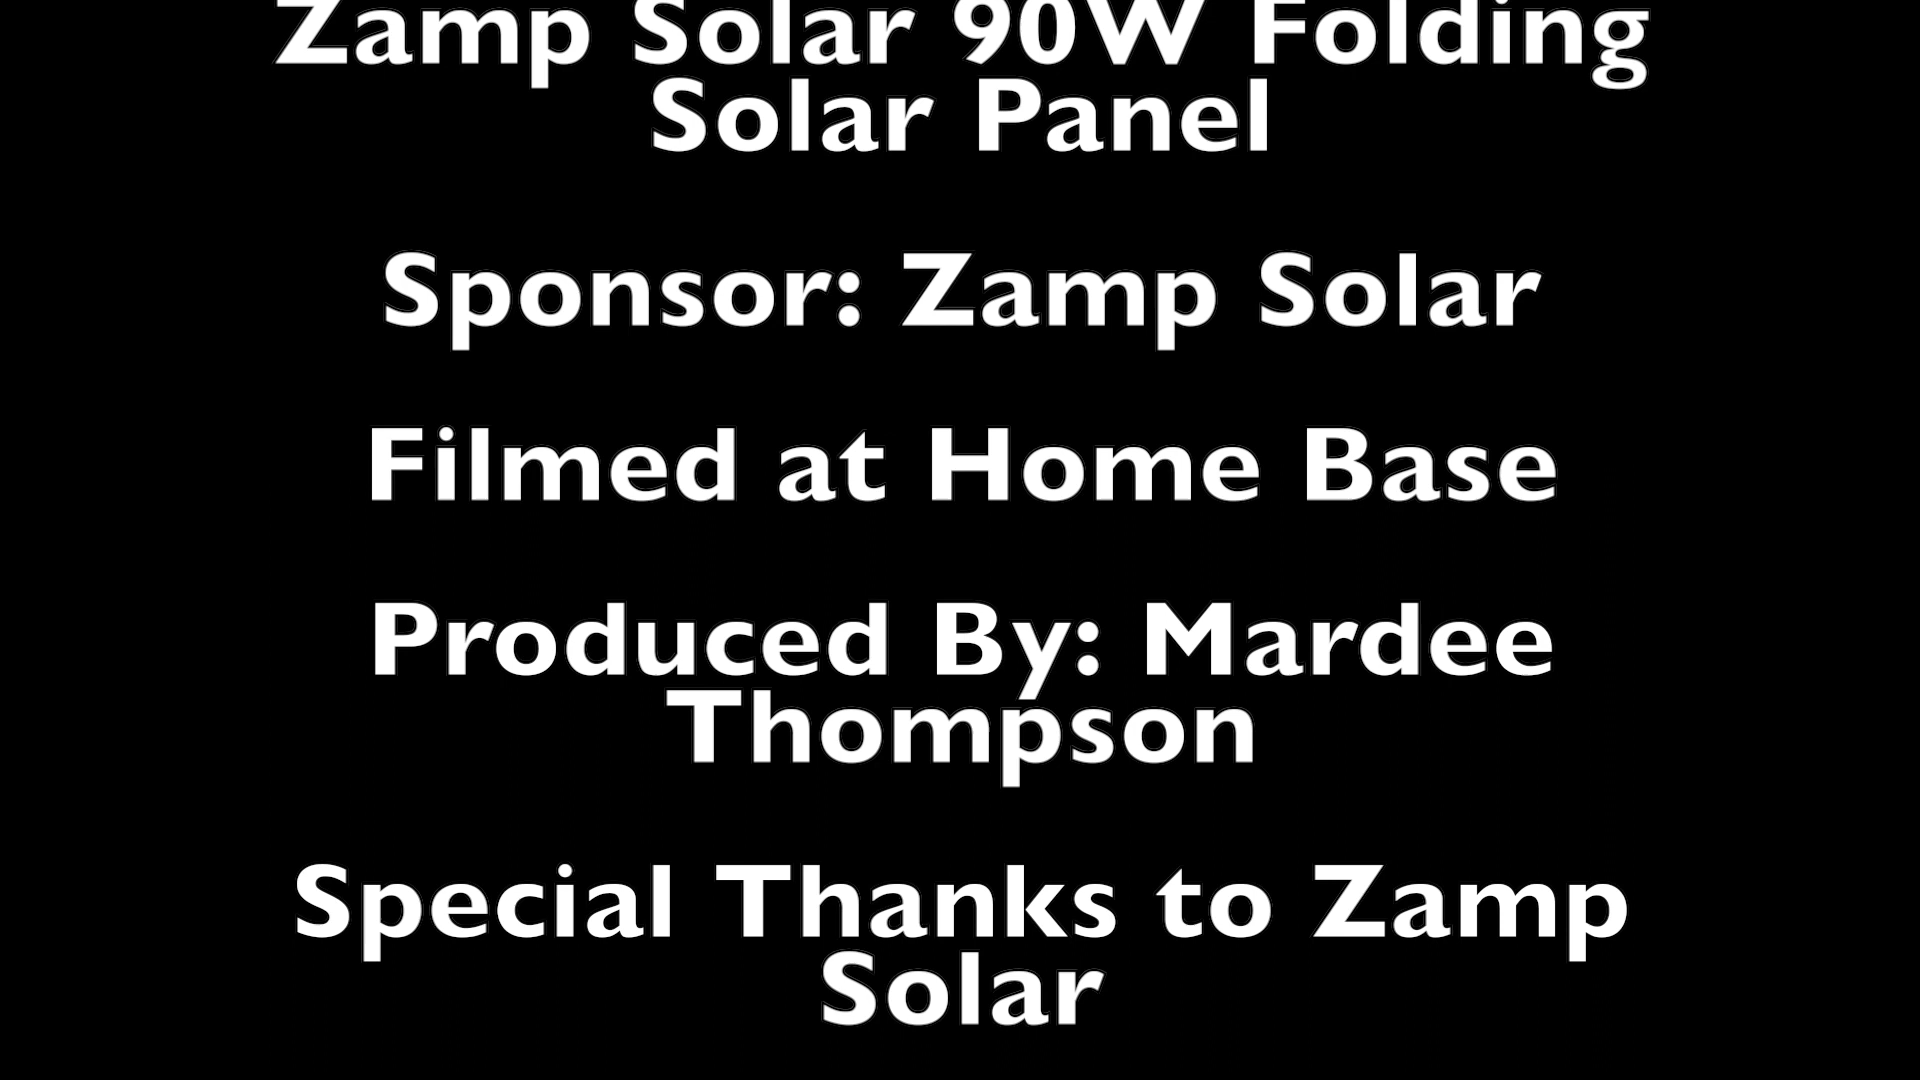 Zamp Solar 90W Folding
Solar Panel
Sponsor: Zamp Solar
Filmed at Home Base
Produced By: Mardee
Thompson
Special Thanks to Zamp
Solar